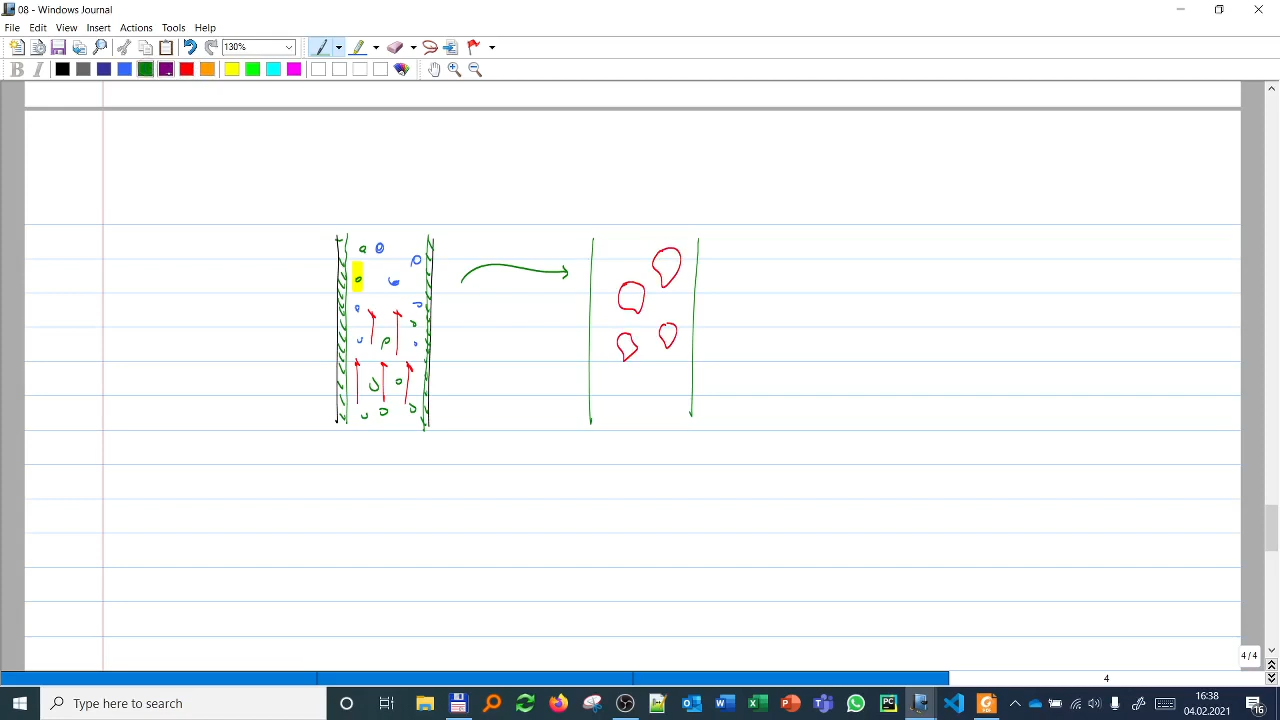 08 - Windows Journal
File Edit View Insert Actions Tools Help
130%
B I
4/4
4
Type here to search
16:38
04.02.2021
16